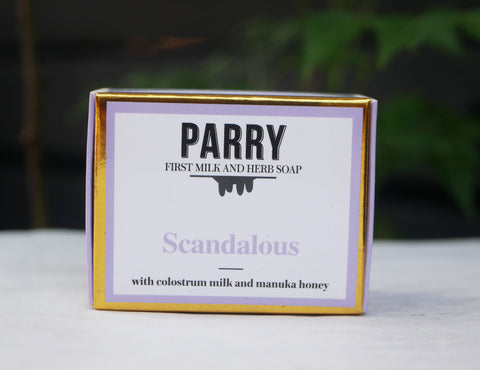 PARRY
FIRST MILK AND HERB SOAP
Scandalous
with colostrum milk and manuka honey